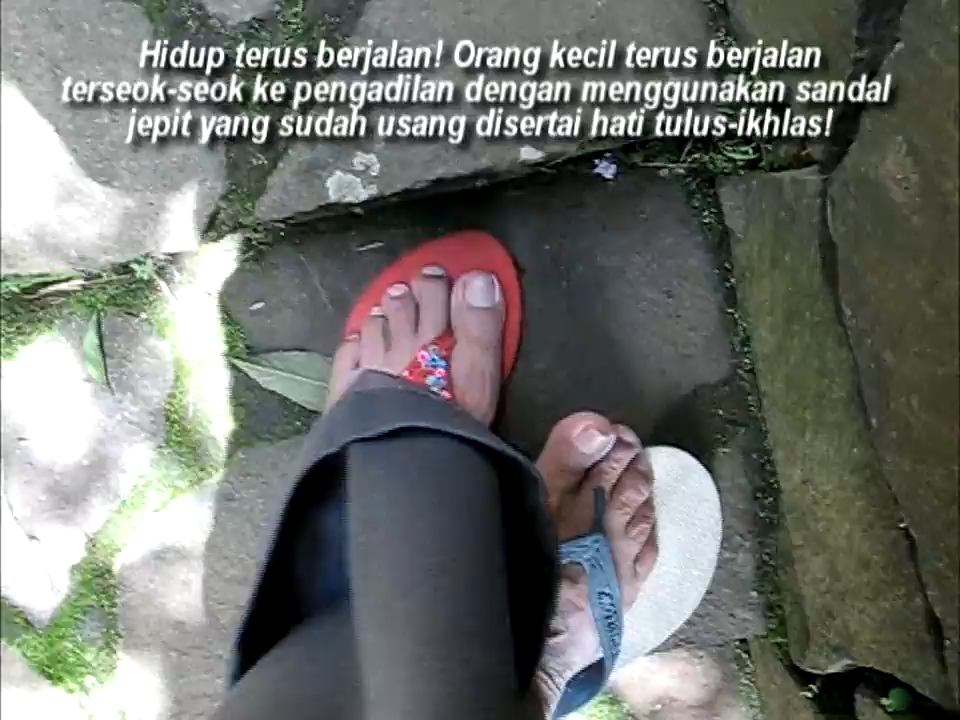 Hidup terus berjalan! Orang kecil terus berjalan
terseok-seok ke pengadilan dengan menggunakan sandal
jepit yang sudah usang disertai hati tulus-ikhlas!